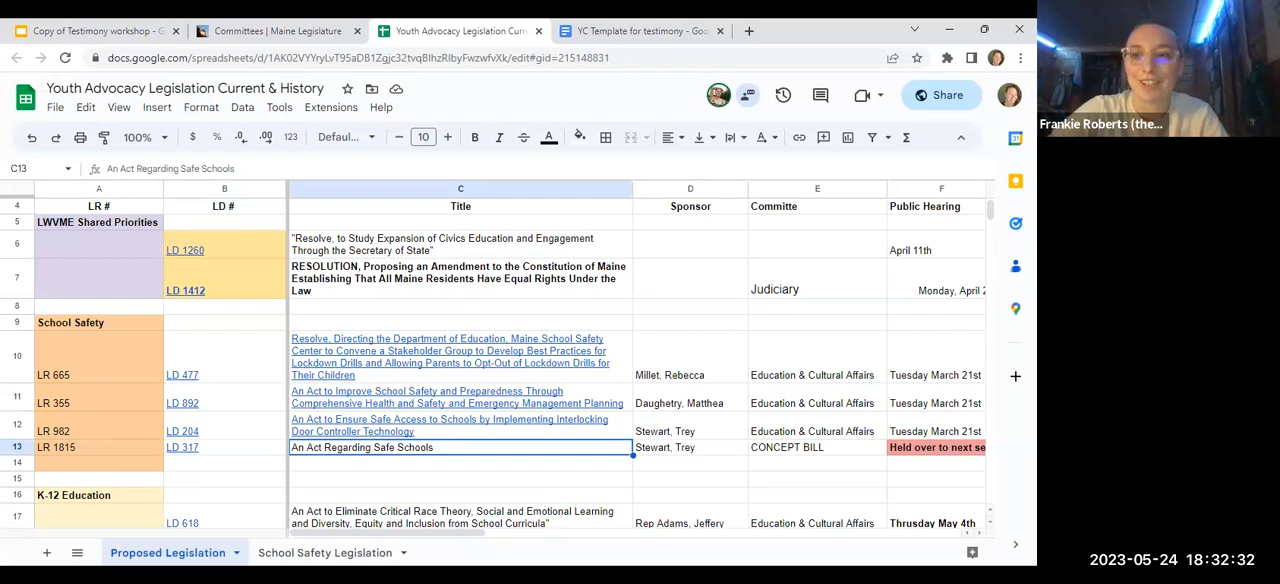 Copy of Testimony workshop - G
Committees | Maine Legislature
Youth Advocacy Legislation Curr
YC Template for testimony - Goo
docs.google.com/spreadsheets/d/1AK02VYYryLvT95aDB1Zgjc32tvqBIhzRIbyFwzwfvXk/edit#gid=215148831
Youth Advocacy Legislation Current & History
Share
File Edit View Insert Format Data Tools Extensions Help
100% $ % .0 .00 123 Defaul... − 10 + B I A
C13 fx An Act Regarding Safe Schools
A B C D E F
4 LR # LD # Title Sponsor Committe Public Hearing
5 LWVME Shared Priorities
"Resolve, to Study Expansion of Civics Education and Engagement
Through the Secretary of State"
6 LD 1260 April 11th
RESOLUTION, Proposing an Amendment to the Constitution of Maine
Establishing That All Maine Residents Have Equal Rights Under the
Law
7 LD 1412 Judiciary Monday, April 2
8
9 School Safety
Resolve, Directing the Department of Education, Maine School Safety
Center to Convene a Stakeholder Group to Develop Best Practices for
Lockdown Drills and Allowing Parents to Opt-Out of Lockdown Drills for
Their Children
10 LR 665 LD 477 Millet, Rebecca Education & Cultural Affairs Tuesday March 21st
An Act to Improve School Safety and Preparedness Through
Comprehensive Health and Safety and Emergency Management Planning
11 LR 355 LD 892 Daughetry, Matthea Education & Cultural Affairs Tuesday March 21st
An Act to Ensure Safe Access to Schools by Implementing Interlocking
Door Controller Technology
12 LR 982 LD 204 Stewart, Trey Education & Cultural Affairs Tuesday March 21st
13 LR 1815 LD 317 An Act Regarding Safe Schools Stewart, Trey CONCEPT BILL Held over to next se
14
15
16 K-12 Education
An Act to Eliminate Critical Race Theory, Social and Emotional Learning
and Diversity, Equity and Inclusion from School Curricula"
17 LD 618 Rep Adams, Jeffery Education & Cultural Affairs Thrusday May 4th
Proposed Legislation
School Safety Legislation
Frankie Roberts (the...
2023-05-24 18:32:32